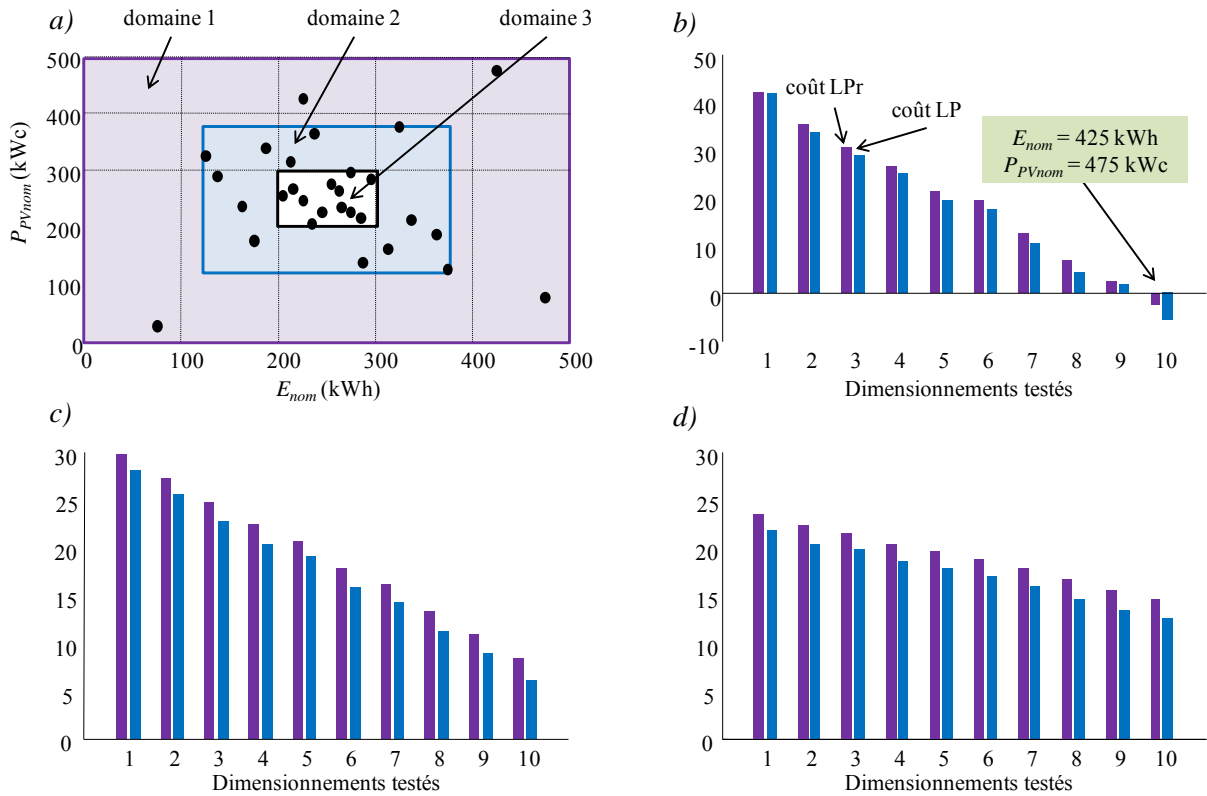 a)
domaine 1
domaine 2
domaine 3
500
400
300
200
100
0
P_PVnom (kWc)
0
100
200
300
400
500
E_nom (kWh)
b)
50
40
30
20
10
0
-10
coût LPr
coût LP
E_nom = 425 kWh
P_PVnom = 475 kWc
1 2 3 4 5 6 7 8 9 10
Dimensionnements testés
c)
30
25
20
15
10
5
0
1 2 3 4 5 6 7 8 9 10
Dimensionnements testés
d)
30
25
20
15
10
5
0
1 2 3 4 5 6 7 8 9 10
Dimensionnements testés